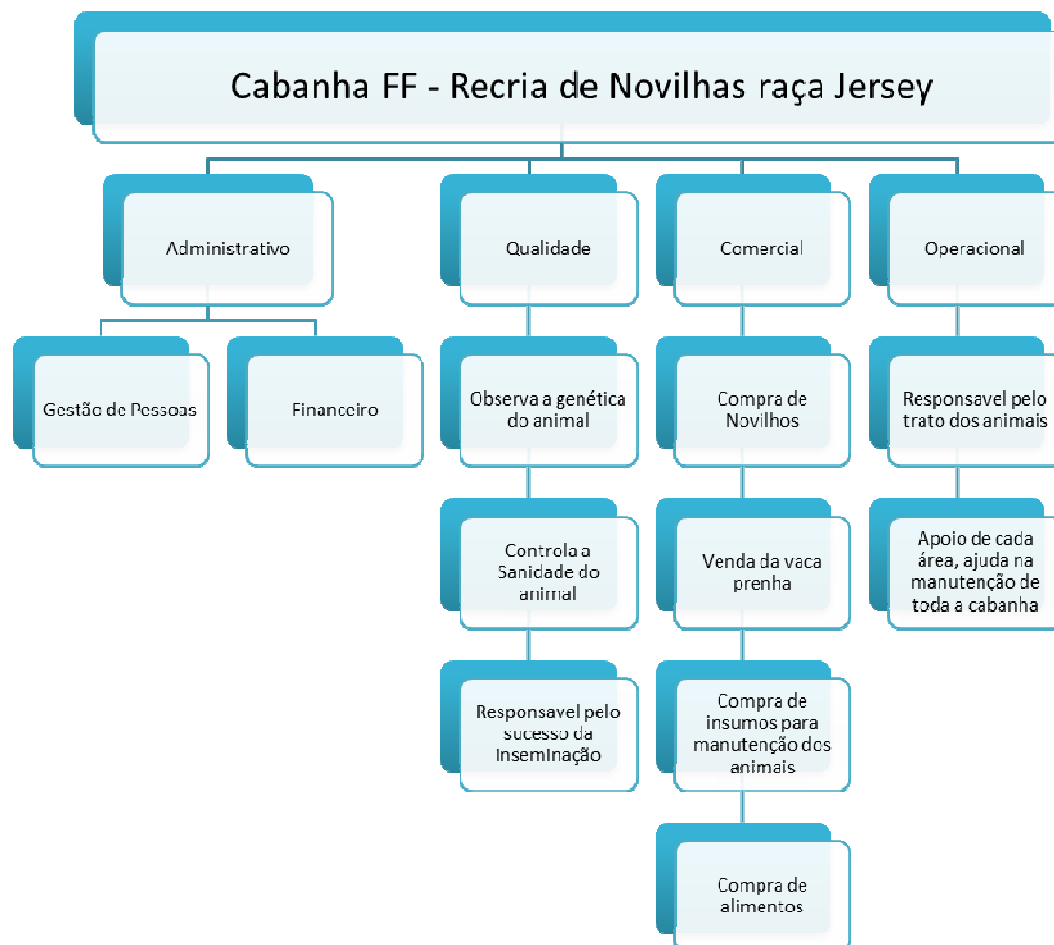 Cabanha FF - Recria de Novilhas raça Jersey
Administrativo
Qualidade
Comercial
Operacional
Gestão de Pessoas
Financeiro
Observa a genética
do animal
Compra de
Novilhos
Responsavel pelo
trato dos animais
Controla a
Sanidade do
animal
Venda da vaca
prenha
Apoio de cada
área, ajuda na
manutenção de
toda a cabanha
Responsavel pelo
sucesso da
inseminação
Compra de
insumos para
manutenção dos
animais
Compra de
alimentos